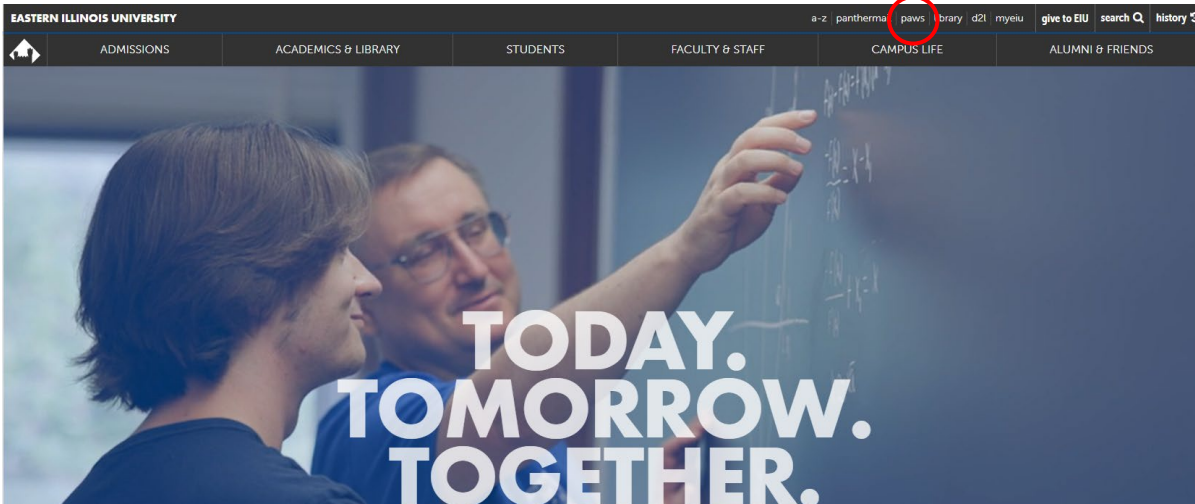 EASTERN ILLINOIS UNIVERSITY
a-z panthermail paws library d2l myeiu give to EIU search history
ADMISSIONS ACADEMICS & LIBRARY STUDENTS FACULTY & STAFF CAMPUS LIFE ALUMNI & FRIENDS
TODAY.
TOMORROW.
TOGETHER.